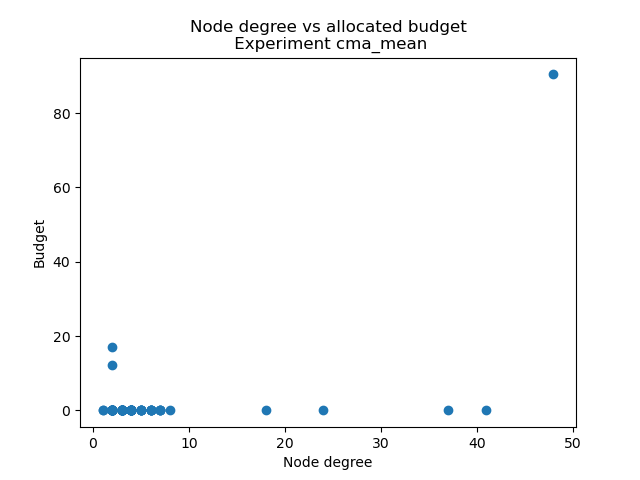 Node degree vs allocated budget
Experiment cma_mean
Budget
80
60
40
20
0
0 10 20 30 40 50
Node degree